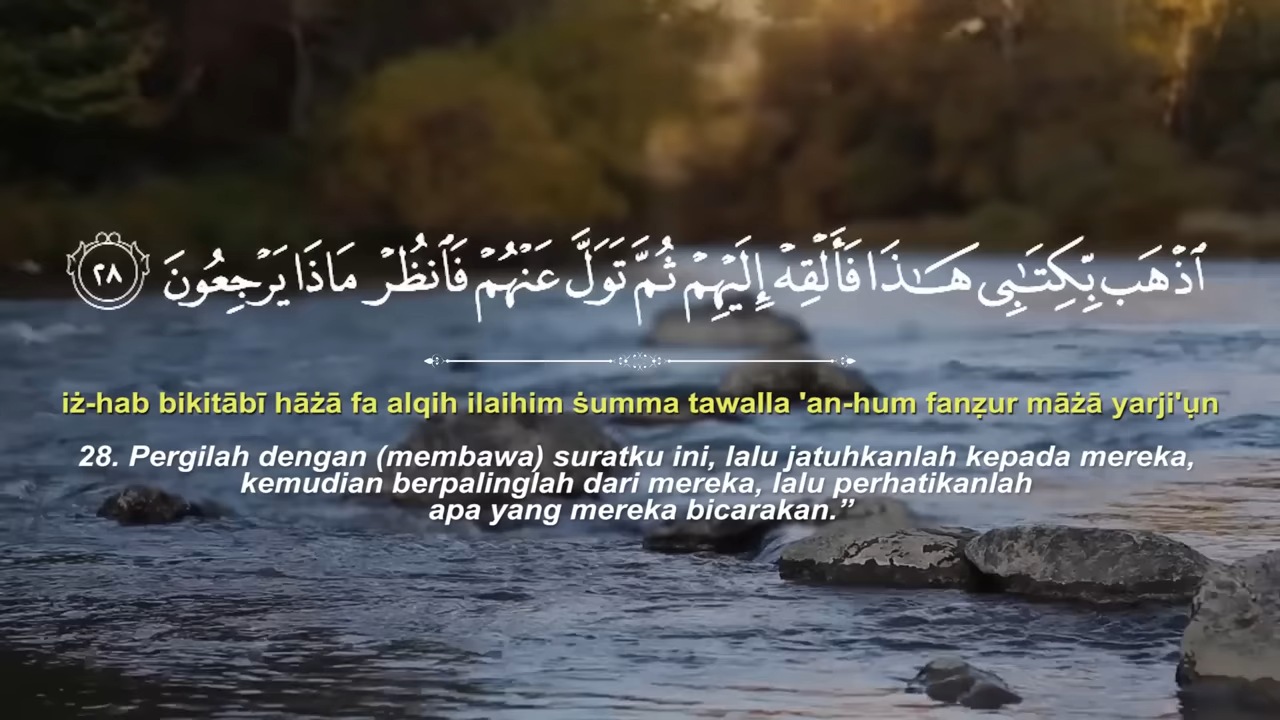 ٱذْهَب بِّكِتَـٰبِى هَـٰذَا فَأَلْقِهْ إِلَيْهِمْ ثُمَّ تَوَلَّ عَنْهُمْ فَٱنظُرْ مَاذَا يَرْجِعُونَ ٢٨
iż-hab bikitābī hāżā fa alqih ilaihim ṡumma tawalla 'an-hum fanẓur māżā yarji'ụn
28. Pergilah dengan (membawa) suratku ini, lalu jatuhkanlah kepada mereka,
kemudian berpalinglah dari mereka, lalu perhatikanlah
apa yang mereka bicarakan.”